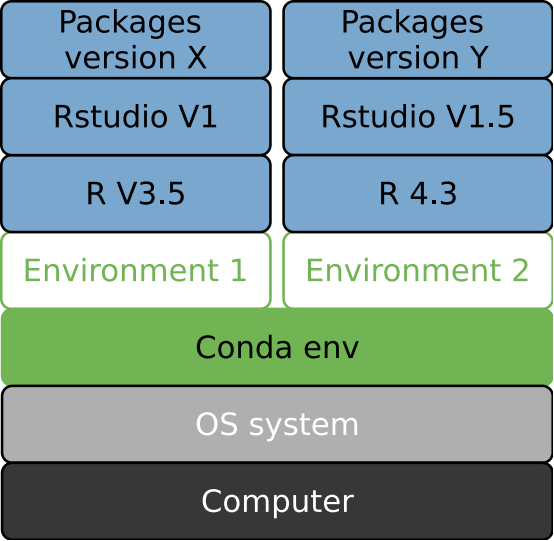 Packages
version X
Packages
version Y
Rstudio V1
Rstudio V1.5
R V3.5
R 4.3
Environment 1
Environment 2
Conda env
OS system
Computer